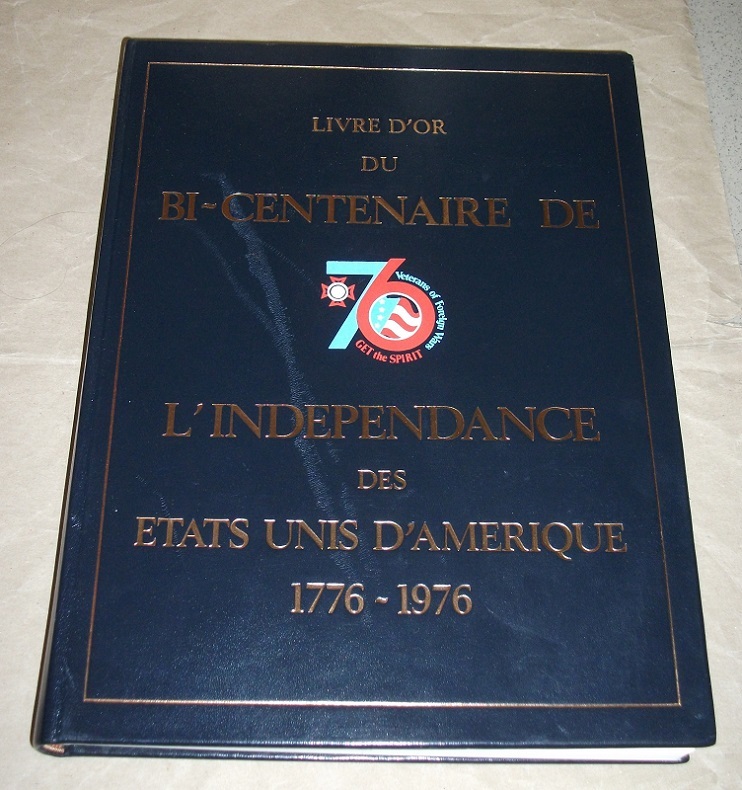 LIVRE D'OR
DU
BI-CENTENAIRE DE
76
Veterans of Foreign Wars
GET the SPIRIT
L'INDEPENDANCE
DES
ETATS UNIS D'AMERIQUE
1776-1976